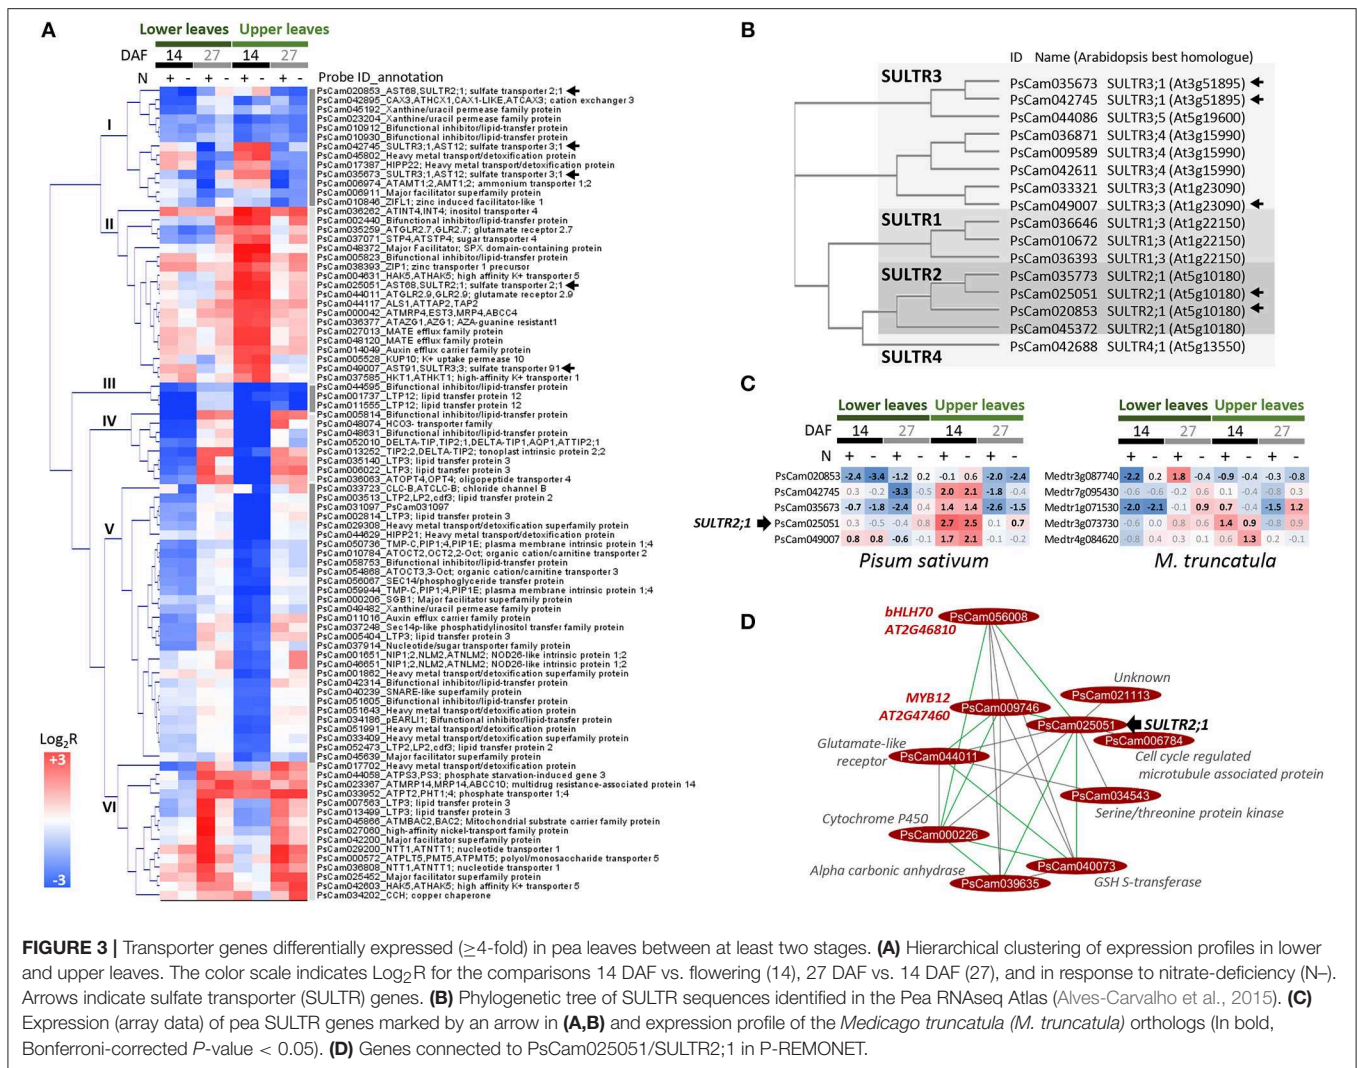 A
Lower leaves Upper leaves
DAF 14 27 14 27
N + - + - + - + - Probe ID_annotation
PsCam020853_AST68,SULTR2;1; sulfate transporter 2;1
PsCam042895_CAX3,ATHCX1,CAX1-LIKE,ATCAX3; cation exchanger 3
PsCam045192_Xanthine/uracil permease family protein
PsCam023204_Xanthine/uracil permease family protein
PsCam010912_Bifunctional inhibitor/lipid-transfer protein
PsCam010930_Bifunctional inhibitor/lipid-transfer protein
PsCam042745_SULTR3;1,AST12; sulfate transporter 3;1
PsCam045802_Heavy metal transport/detoxification protein
PsCam017387_HIPP22; Heavy metal transport/detoxification protein
PsCam035673_SULTR3;1,AST12; sulfate transporter 3;1
PsCam006974_ATAMT1;2,AMT1;2; ammonium transporter 1;2
PsCam006911_Major facilitator superfamily protein
PsCam010846_ZIFL1; zinc induced facilitator-like 1
PsCam036262_ATINT4,INT4; inositol transporter 4
PsCam002440_Bifunctional inhibitor/lipid-transfer protein
PsCam035259_ATGLR2.7,GLR2.7; glutamate receptor 2.7
PsCam037071_STP4,ATSTP4; sugar transporter 4
PsCam048372_Major Facilitator; SPX domain-containing protein
PsCam005823_Bifunctional inhibitor/lipid-transfer protein
PsCam038393_ZIP1; zinc transporter 1 precursor
PsCam004631_HAK5,ATHAK5; high affinity K+ transporter 5
PsCam025051_AST68,SULTR2;1; sulfate transporter 2;1
PsCam044011_ATGLR2.9,GLR2.9; glutamate receptor 2.9
PsCam044117_ALS1,ATTAP2,TAP2
PsCam000042_ATMRP4,EST3,MRP4,ABCC4
PsCam036377_ATAZG1,AZG1; AZA-guanine resistant1
PsCam027013_MATE efflux family protein
PsCam048120_MATE efflux family protein
PsCam014049_Auxin efflux carrier family protein
PsCam005528_KUP10; K+ uptake permease 10
PsCam049007_AST91,SULTR3;3; sulfate transporter 91
PsCam037585_HKT1,ATHKT1; high-affinity K+ transporter 1
PsCam044595_Bifunctional inhibitor/lipid-transfer protein
PsCam001737_LTP12; lipid transfer protein 12
PsCam011555_LTP12; lipid transfer protein 12
PsCam005814_Bifunctional inhibitor/lipid-transfer protein
PsCam048074_HCO3- transporter family
PsCam048631_Bifunctional inhibitor/lipid-transfer protein
PsCam052010_DELTA-TIP,TIP2;1,DELTA-TIP1,AQP1,ATTIP2;1
PsCam013252_TIP2;2,DELTA-TIP2; tonoplast intrinsic protein 2;2
PsCam035140_LTP3; lipid transfer protein 3
PsCam006022_LTP3; lipid transfer protein 3
PsCam036063_ATOPT4,OPT4; oligopeptide transporter 4
PsCam033723_CLC-B,ATCLC-B; chloride channel B
PsCam003513_LTP2,LP2,cdf3; lipid transfer protein 2
PsCam031097_PsCam031097
PsCam002814_LTP3; lipid transfer protein 3
PsCam029308_Heavy metal transport/detoxification superfamily protein
PsCam044629_HIPP21; Heavy metal transport/detoxification protein
PsCam050736_TMP-C,PIP1;4,PIP1E; plasma membrane intrinsic protein 1;4
PsCam010784_ATOCT2,OCT2,2-Oct; organic cation/carnitine transporter 2
PsCam058753_Bifunctional inhibitor/lipid-transfer protein
PsCam054868_ATOCT3,3-Oct; organic cation/carnitine transporter 3
PsCam056067_SEC14/phosphoglyceride transfer protein
PsCam059944_TMP-C,PIP1;4,PIP1E; plasma membrane intrinsic protein 1;4
PsCam000206_SGB1; Major facilitator superfamily protein
PsCam049482_Xanthine/uracil permease family protein
PsCam011016_Auxin efflux carrier family protein
PsCam037248_Sec14p-like phosphatidylinositol transfer family protein
PsCam005404_LTP3; lipid transfer protein 3
PsCam037914_Nucleotide/sugar transporter family protein
PsCam001651_NIP1;2,NLM2,ATNLM2; NOD26-like intrinsic protein 1;2
PsCam046651_NIP1;2,NLM2,ATNLM2; NOD26-like intrinsic protein 1;2
PsCam001862_Heavy metal transport/detoxification superfamily protein
PsCam042314_Bifunctional inhibitor/lipid-transfer protein
PsCam040239_SNARE-like superfamily protein
PsCam051605_Bifunctional inhibitor/lipid-transfer protein
PsCam051643_Heavy metal transport/detoxification superfamily protein
PsCam034186_pEARLI1; Bifunctional inhibitor/lipid-transfer protein
PsCam051991_Heavy metal transport/detoxification protein
PsCam033409_Heavy metal transport/detoxification superfamily protein
PsCam052473_LTP2,LP2,cdf3; lipid transfer protein 2
PsCam045639_Major facilitator superfamily protein
PsCam017702_Heavy metal transport/detoxification protein
PsCam044058_ATPS3,PS3; phosphate starvation-induced gene 3
PsCam023367_ATMRP14,MRP14,ABCC10; multidrug resistance-associated protein 14
PsCam033952_ATPT2,PHT1;4; phosphate transporter 1;4
PsCam007563_LTP3; lipid transfer protein 3
PsCam013499_LTP3; lipid transfer protein 3
PsCam045866_ATMBAC2,BAC2; Mitochondrial substrate carrier family protein
PsCam027060_high-affinity nickel-transport family protein
PsCam042200_Major facilitator superfamily protein
PsCam029200_NTT1,ATNTT1; nucleotide transporter 1
PsCam000572_ATPLT5,PMT5,ATPMT5; polyol/monosaccharide transporter 5
PsCam036808_NTT1,ATNTT1; nucleotide transporter 1
PsCam025452_Major facilitator superfamily protein
PsCam042603_HAK5,ATHAK5; high affinity K+ transporter 5
PsCam034202_CCH; copper chaperone
I
II
III
IV
V
VI
Log2R
+3
-3
B
ID Name (Arabidopsis best homologue)
SULTR3
PsCam035673 SULTR3;1 (At3g51895)
PsCam042745 SULTR3;1 (At3g51895)
PsCam044086 SULTR3;5 (At5g19600)
PsCam036871 SULTR3;4 (At3g15990)
PsCam009589 SULTR3;4 (At3g15990)
PsCam042611 SULTR3;4 (At3g15990)
PsCam033321 SULTR3;3 (At1g23090)
PsCam049007 SULTR3;3 (At1g23090)
SULTR1
PsCam036646 SULTR1;3 (At1g22150)
PsCam010672 SULTR1;3 (At1g22150)
PsCam036393 SULTR1;3 (At1g22150)
SULTR2
PsCam035773 SULTR2;1 (At5g10180)
PsCam025051 SULTR2;1 (At5g10180)
PsCam020853 SULTR2;1 (At5g10180)
PsCam045372 SULTR2;1 (At5g10180)
SULTR4
PsCam042688 SULTR4;1 (At5g13550)
C
Lower leaves Upper leaves
DAF 14 27 14 27
N + - + - + - + -
PsCam020853 -2.4 -3.4 -1.2 0.2 -0.1 0.6 -2.0 -2.4
PsCam042745 0.3 -0.2 -3.3 -0.5 2.0 2.1 -1.8 -0.4
PsCam035673 -0.7 -1.8 -2.4 0.4 1.4 1.4 -2.6 -1.5
SULTR2;1 PsCam025051 0.3 -0.5 -0.4 0.8 2.7 2.5 0.1 0.7
PsCam049007 0.8 0.8 -0.6 -0.1 1.7 2.1 -0.1 -0.2
Pisum sativum
Lower leaves Upper leaves
14 27 14 27
+ - + - + - + -
Medtr3g087740 -2.2 0.2 1.8 -0.4 -0.9 -0.4 -0.3 -0.8
Medtr7g095430 -0.6 -0.6 -0.2 0.6 0.1 -0.4 -0.8 0.3
Medtr1g071530 -2.0 -2.1 -0.1 0.9 0.7 -0.4 -1.5 1.2
Medtr3g073730 -0.6 0.0 0.8 0.6 1.4 0.9 -0.8 0.9
Medtr4g084620 -0.8 -0.4 0.1 -0.2 0.6 1.3 0.2 -0.1
M. truncatula
D
bHLH70
AT2G46810
PsCam056008
Unknown
PsCam021113
MYB12
AT2G47460
PsCam009746
PsCam025051 SULTR2;1
PsCam006784
Cell cycle regulated
microtubule associated protein
Glutamate-like
receptor
PsCam044011
PsCam034543
Serine/threonine protein kinase
Cytochrome P450
PsCam000226
Alpha carbonic anhydrase
PsCam039635
PsCam040073
GSH S-transferase
FIGURE 3 | Transporter genes differentially expressed (≥4-fold) in pea leaves between at least two stages. (A) Hierarchical clustering of expression profiles in lower
and upper leaves. The color scale indicates Log2R for the comparisons 14 DAF vs. flowering (14), 27 DAF vs. 14 DAF (27), and in response to nitrate-deficiency (N–).
Arrows indicate sulfate transporter (SULTR) genes. (B) Phylogenetic tree of SULTR sequences identified in the Pea RNAseq Atlas (Alves-Carvalho et al., 2015). (C)
Expression (array data) of pea SULTR genes marked by an arrow in (A,B) and expression profile of the Medicago truncatula (M. truncatula) orthologs (In bold,
Bonferroni-corrected P-value < 0.05). (D) Genes connected to PsCam025051/SULTR2;1 in P-REMONET.